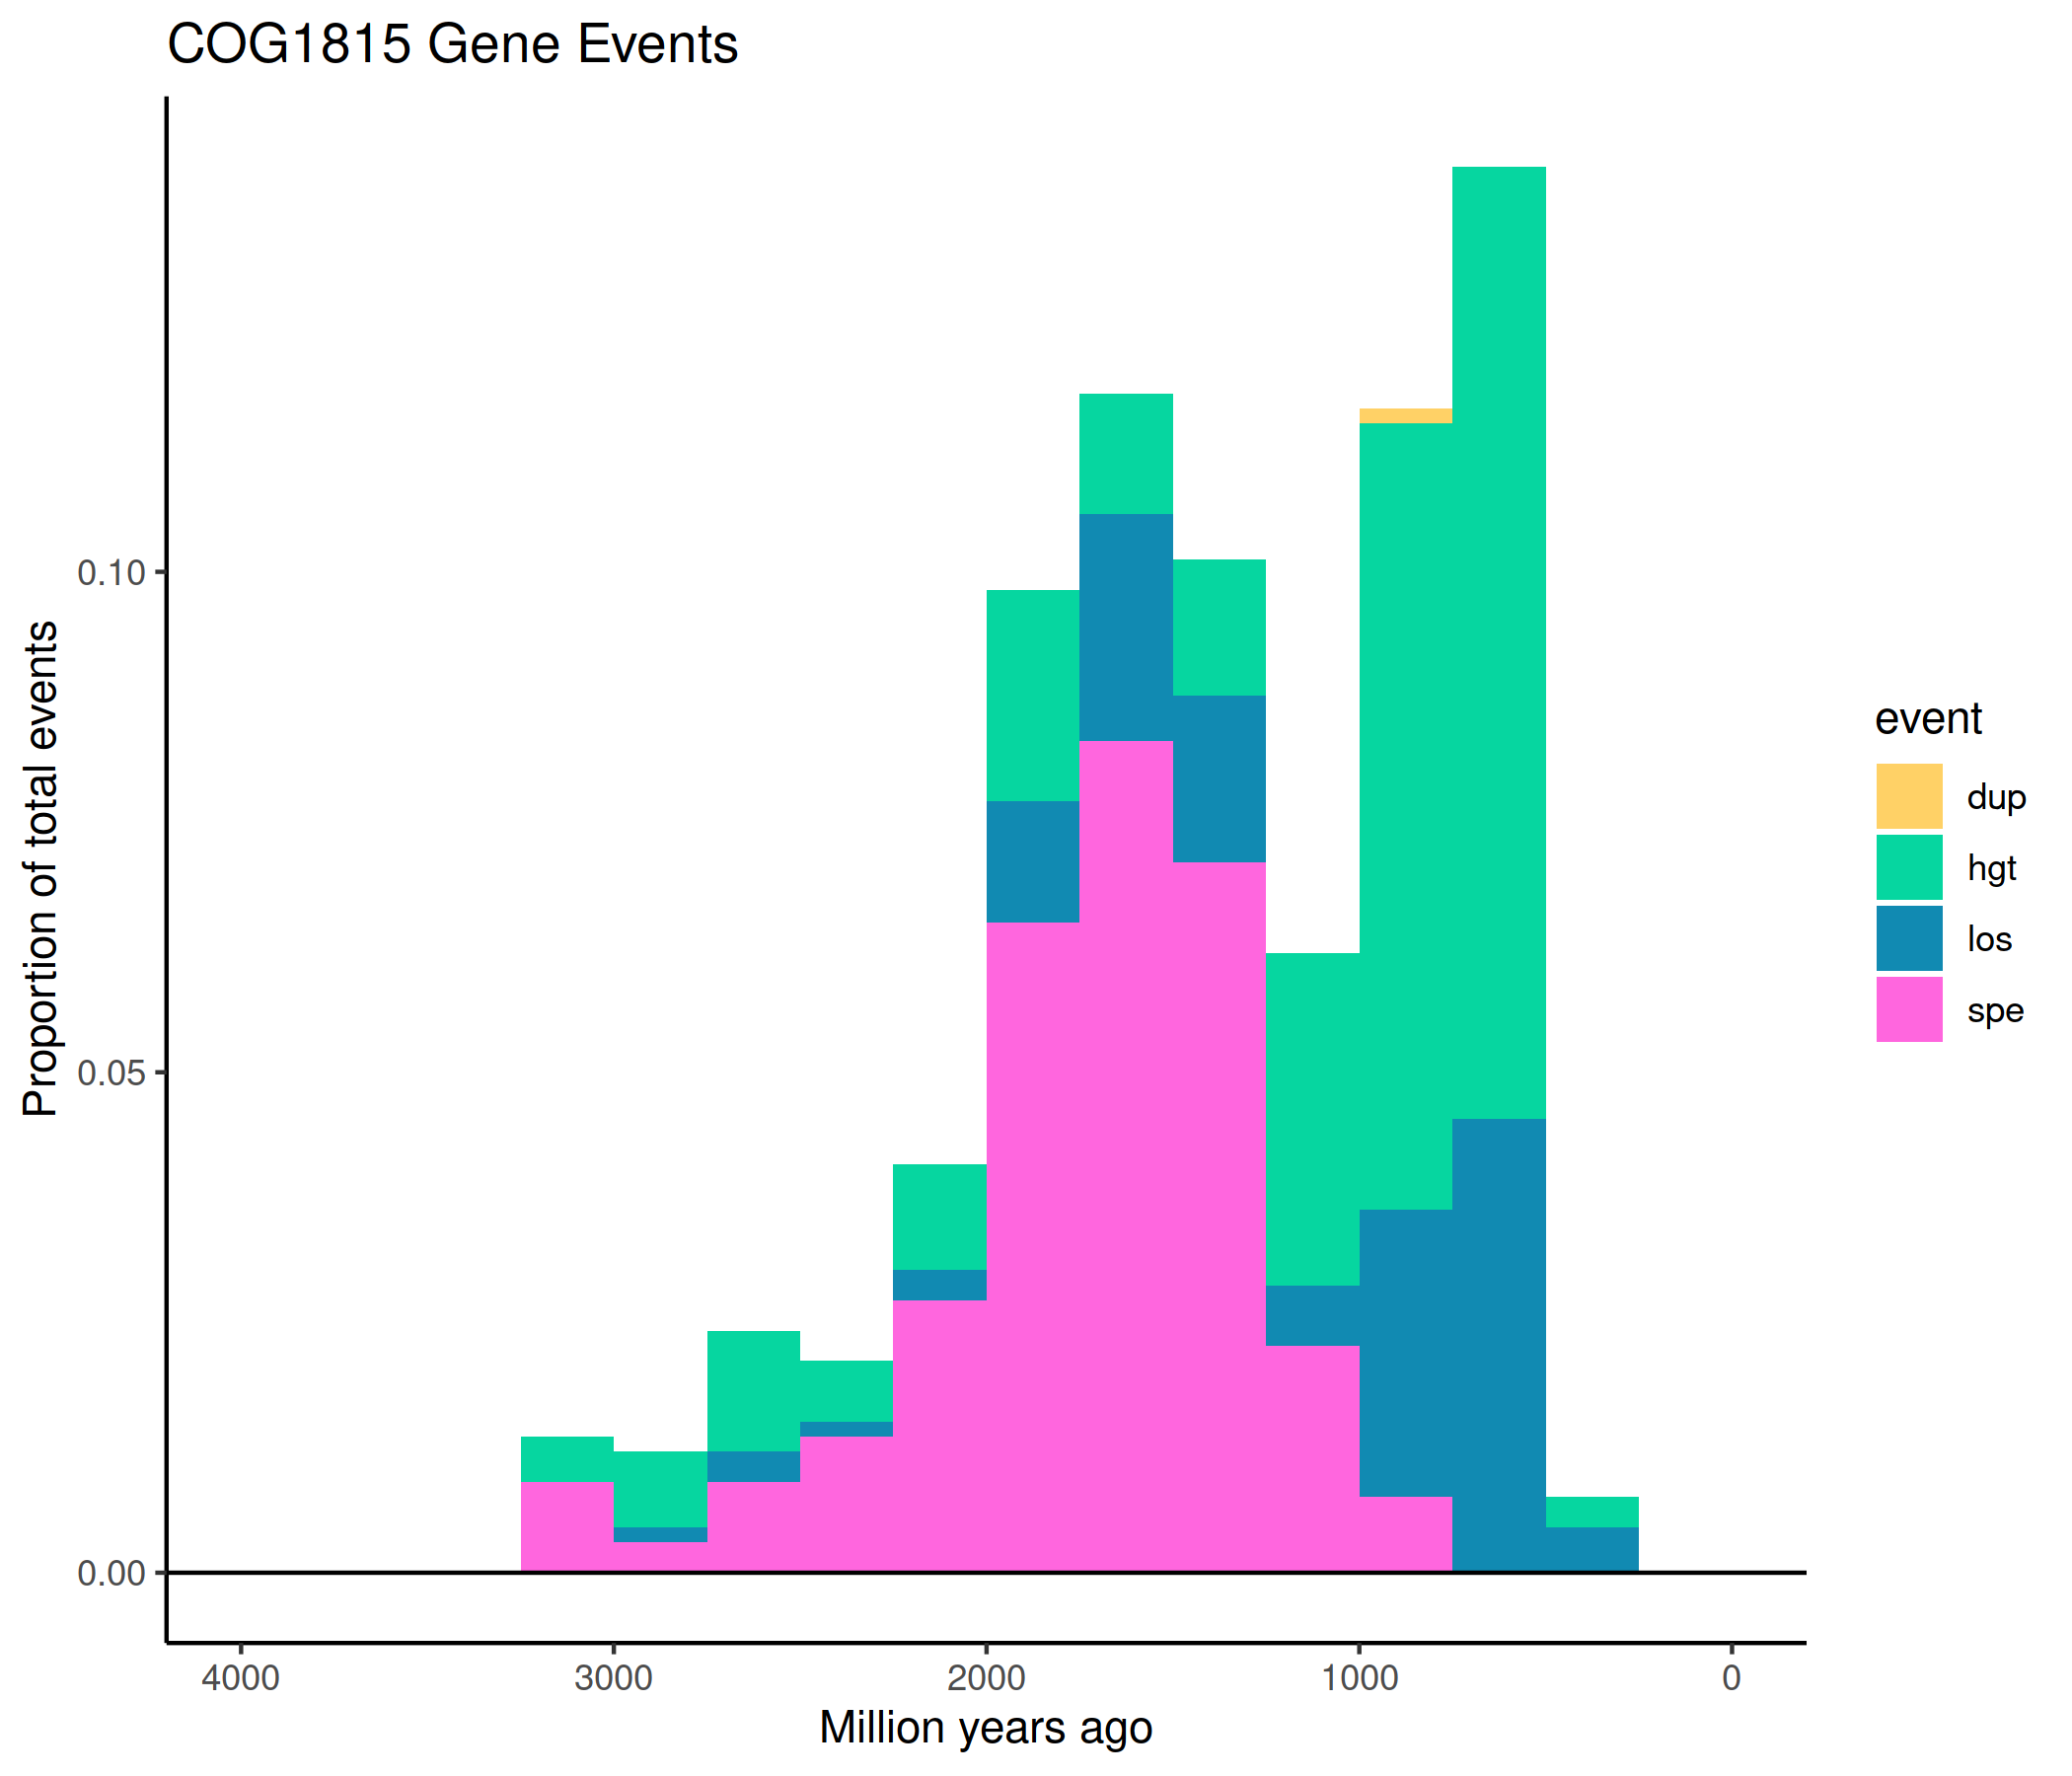 COG1815 Gene Events
Proportion of total events
0.10
0.05
0.00
4000 3000 2000 1000 0
Million years ago
event
dup
hgt
los
spe